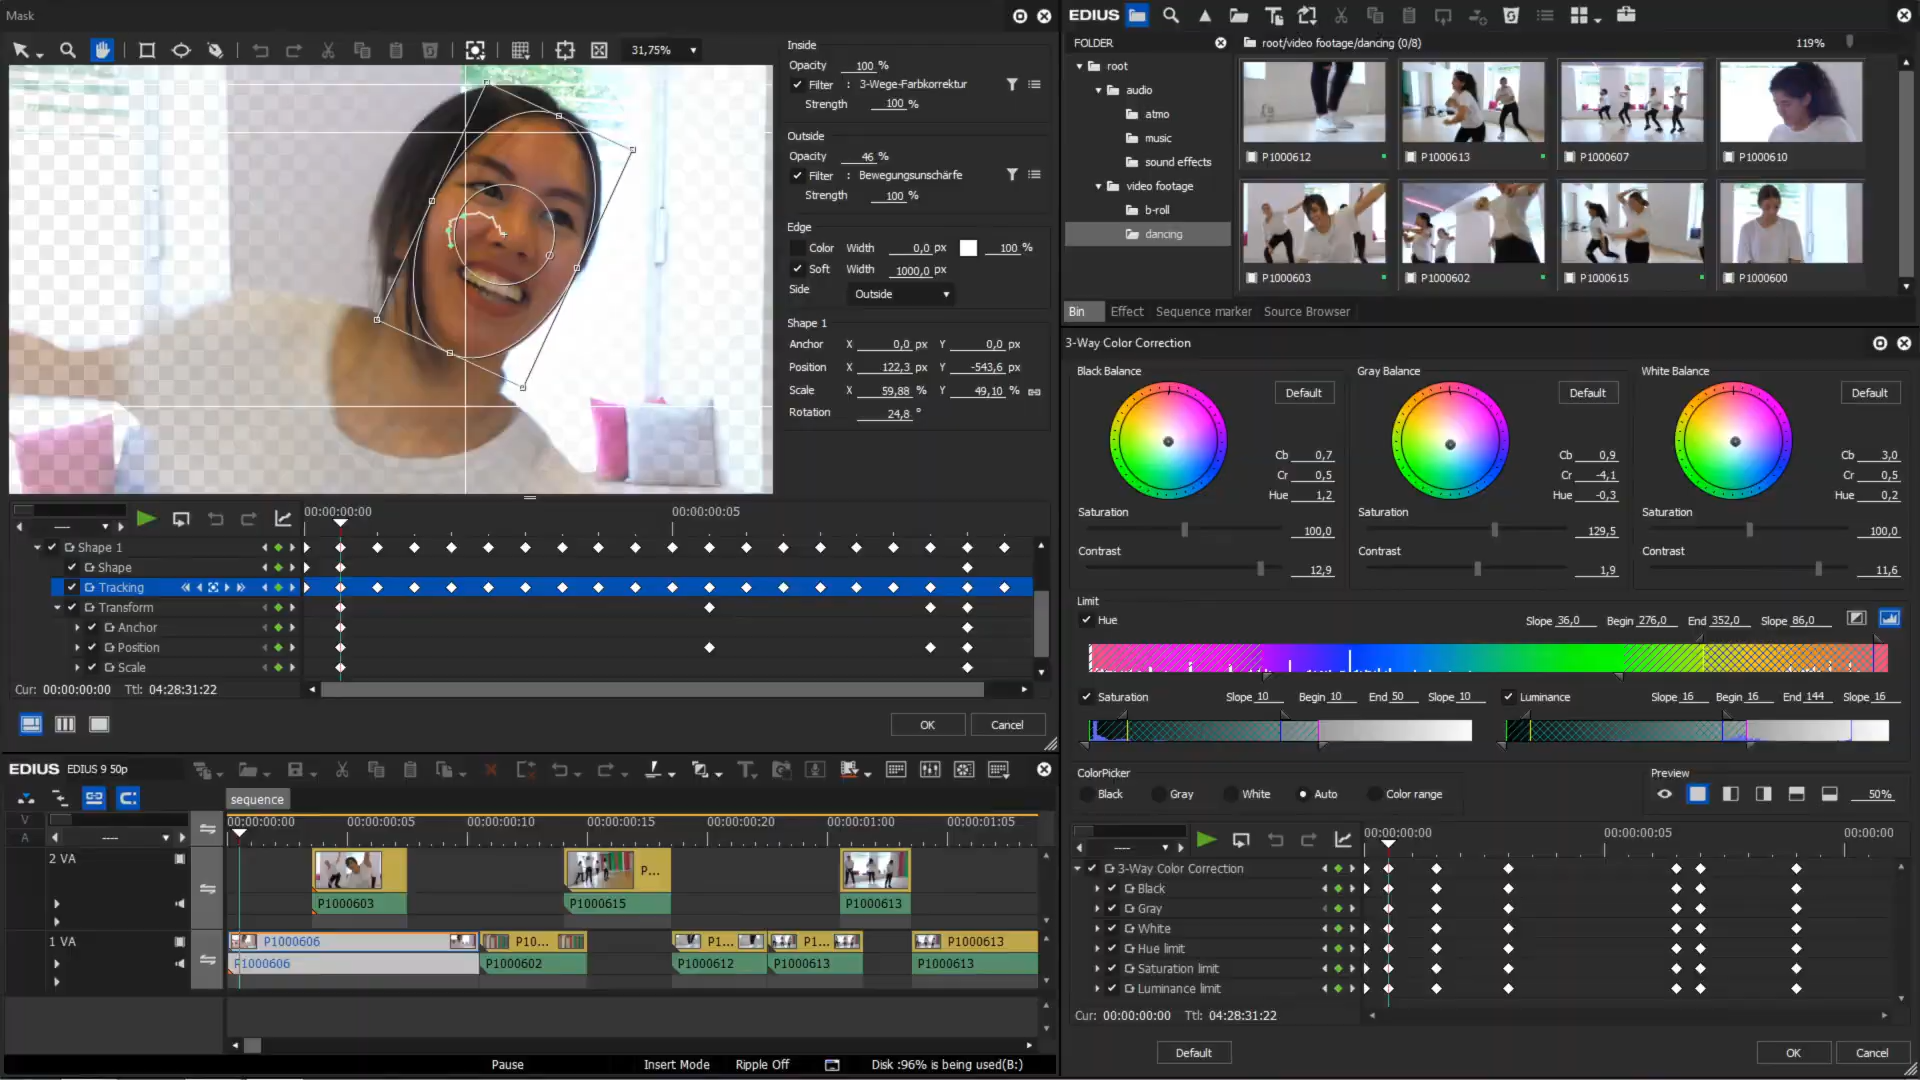 Mask
31,75%
Inside
Opacity 100 %
Filter : 3-Wege-Farbkorrektur
Strength 100 %
Outside
Opacity 46 %
Filter : Bewegungsunschärfe
Strength 100 %
Edge
Color Width 0,0 px 100 %
Soft Width 1000,0 px
Side Outside
Shape 1
Anchor X 0,0 px Y 0,0 px
Position X 122,3 px Y -543,6 px
Scale X 59,88 % Y 49,10 %
Rotation 24,8 °
00:00:00:00 00:00:00:05
Shape 1
Shape
Tracking
Transform
Anchor
Position
Scale
Cur: 00:00:00:00 Ttl: 04:28:31:22
OK Cancel
EDIUS
FOLDER root/video footage/dancing (0/8) 119%
root
audio
atmo
music
sound effects
video footage
b-roll
dancing
P1000612 P1000613 P1000607 P1000610
P1000603 P1000602 P1000615 P1000600
Bin Effect Sequence marker Source Browser
3-Way Color Correction
Black Balance Gray Balance White Balance
Default Default Default
Cb 0,7 Cb 0,9 Cb 3,0
Cr 0,5 Cr -4,1 Cr 0,5
Hue 1,2 Hue -0,3 Hue 0,2
Saturation Saturation Saturation
100,0 129,5 100,0
Contrast Contrast Contrast
12,9 1,9 11,6
Limit
Hue Slope 36,0 Begin 276,0 End 352,0 Slope 86,0
Saturation Slope 10 Begin 10 End 50 Slope 10
Luminance Slope 16 Begin 16 End 144 Slope 16
ColorPicker Preview
Black Gray White Auto Color range 50%
00:00:00:00 00:00:00:05 00:00:00
3-Way Color Correction
Black
Gray
White
Hue limit
Saturation limit
Luminance limit
Cur: 00:00:00:00 Ttl: 04:28:31:22
Default OK Cancel
EDIUS EDIUS 9 50p
sequence
V
A
00:00:00:00 00:00:00:05 00:00:00:10 00:00:00:15 00:00:00:20 00:00:01:00 00:00:01:05
2 VA P...
P1000603 P1000615 P1000613
1 VA P1000606 P10... P1... P1... P1000613
P1000606 P1000602 P1000612 P1000613 P1000613
Pause Insert Mode Ripple Off Disk :96% is being used(B:)